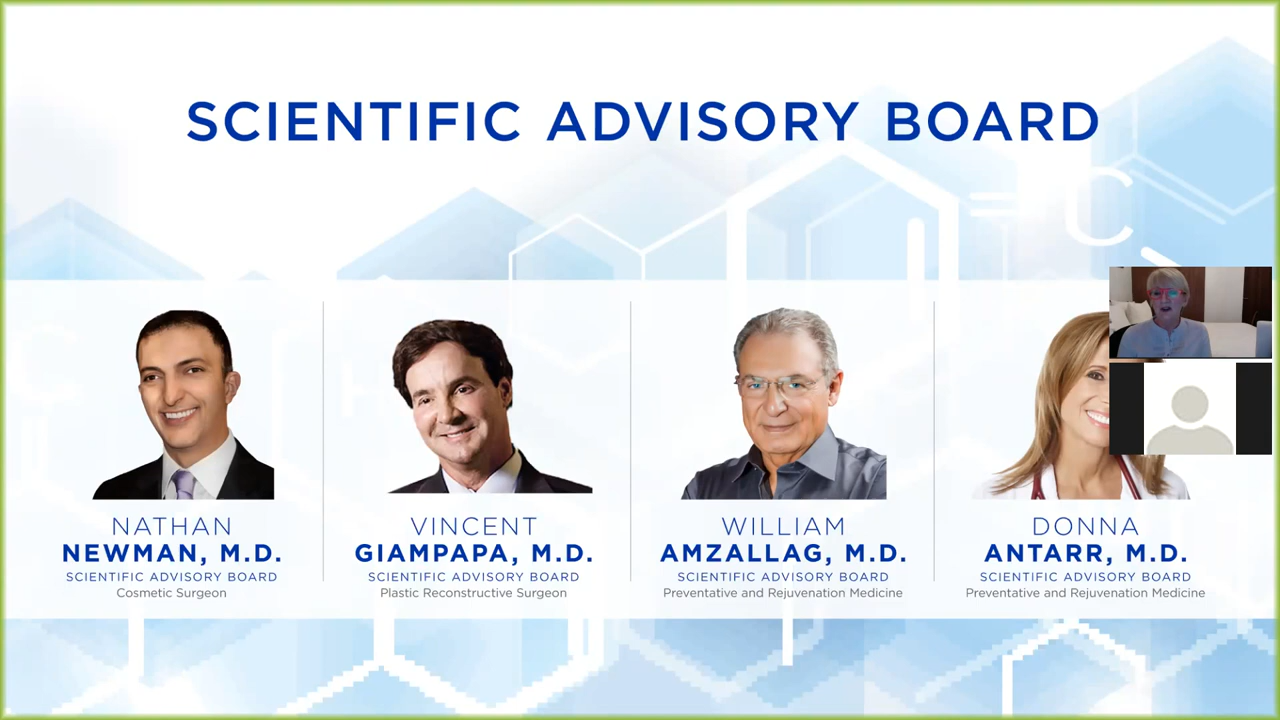 SCIENTIFIC ADVISORY BOARD
= C
NATHAN
NEWMAN, M.D.
SCIENTIFIC ADVISORY BOARD
Cosmetic Surgeon
VINCENT
GIAMPAPA, M.D.
SCIENTIFIC ADVISORY BOARD
Plastic Reconstructive Surgeon
WILLIAM
AMZALLAG, M.D.
SCIENTIFIC ADVISORY BOARD
Preventative and Rejuvenation Medicine
DONNA
ANTARR, M.D.
SCIENTIFIC ADVISORY BOARD
Preventative and Rejuvenation Medicine